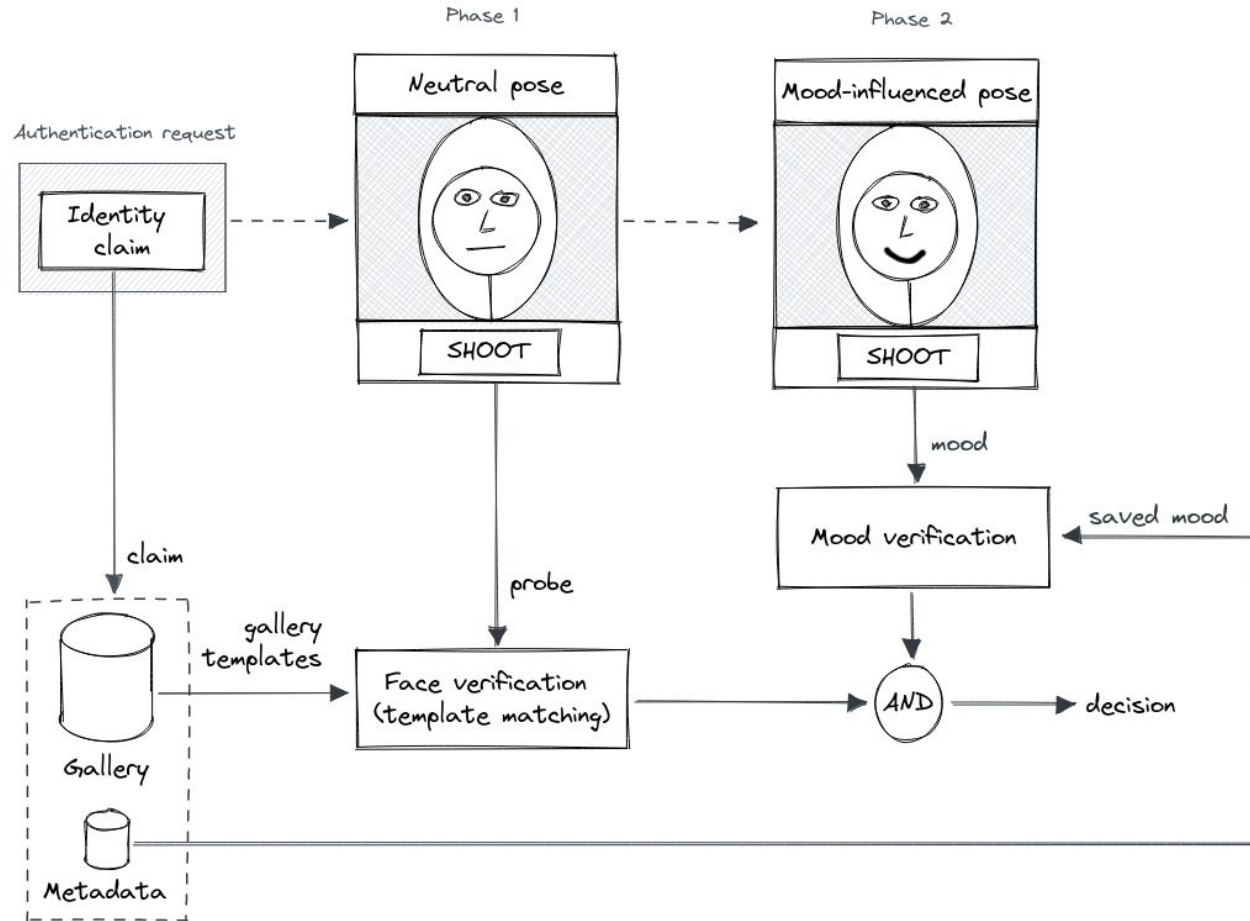 Phase 1
Phase 2
Neutral pose
Mood-influenced pose
Authentication request
Identity
claim
SHOOT
SHOOT
mood
saved mood
Mood verification
claim
probe
gallery
templates
Face verification
(template matching)
AND
decision
Gallery
Metadata